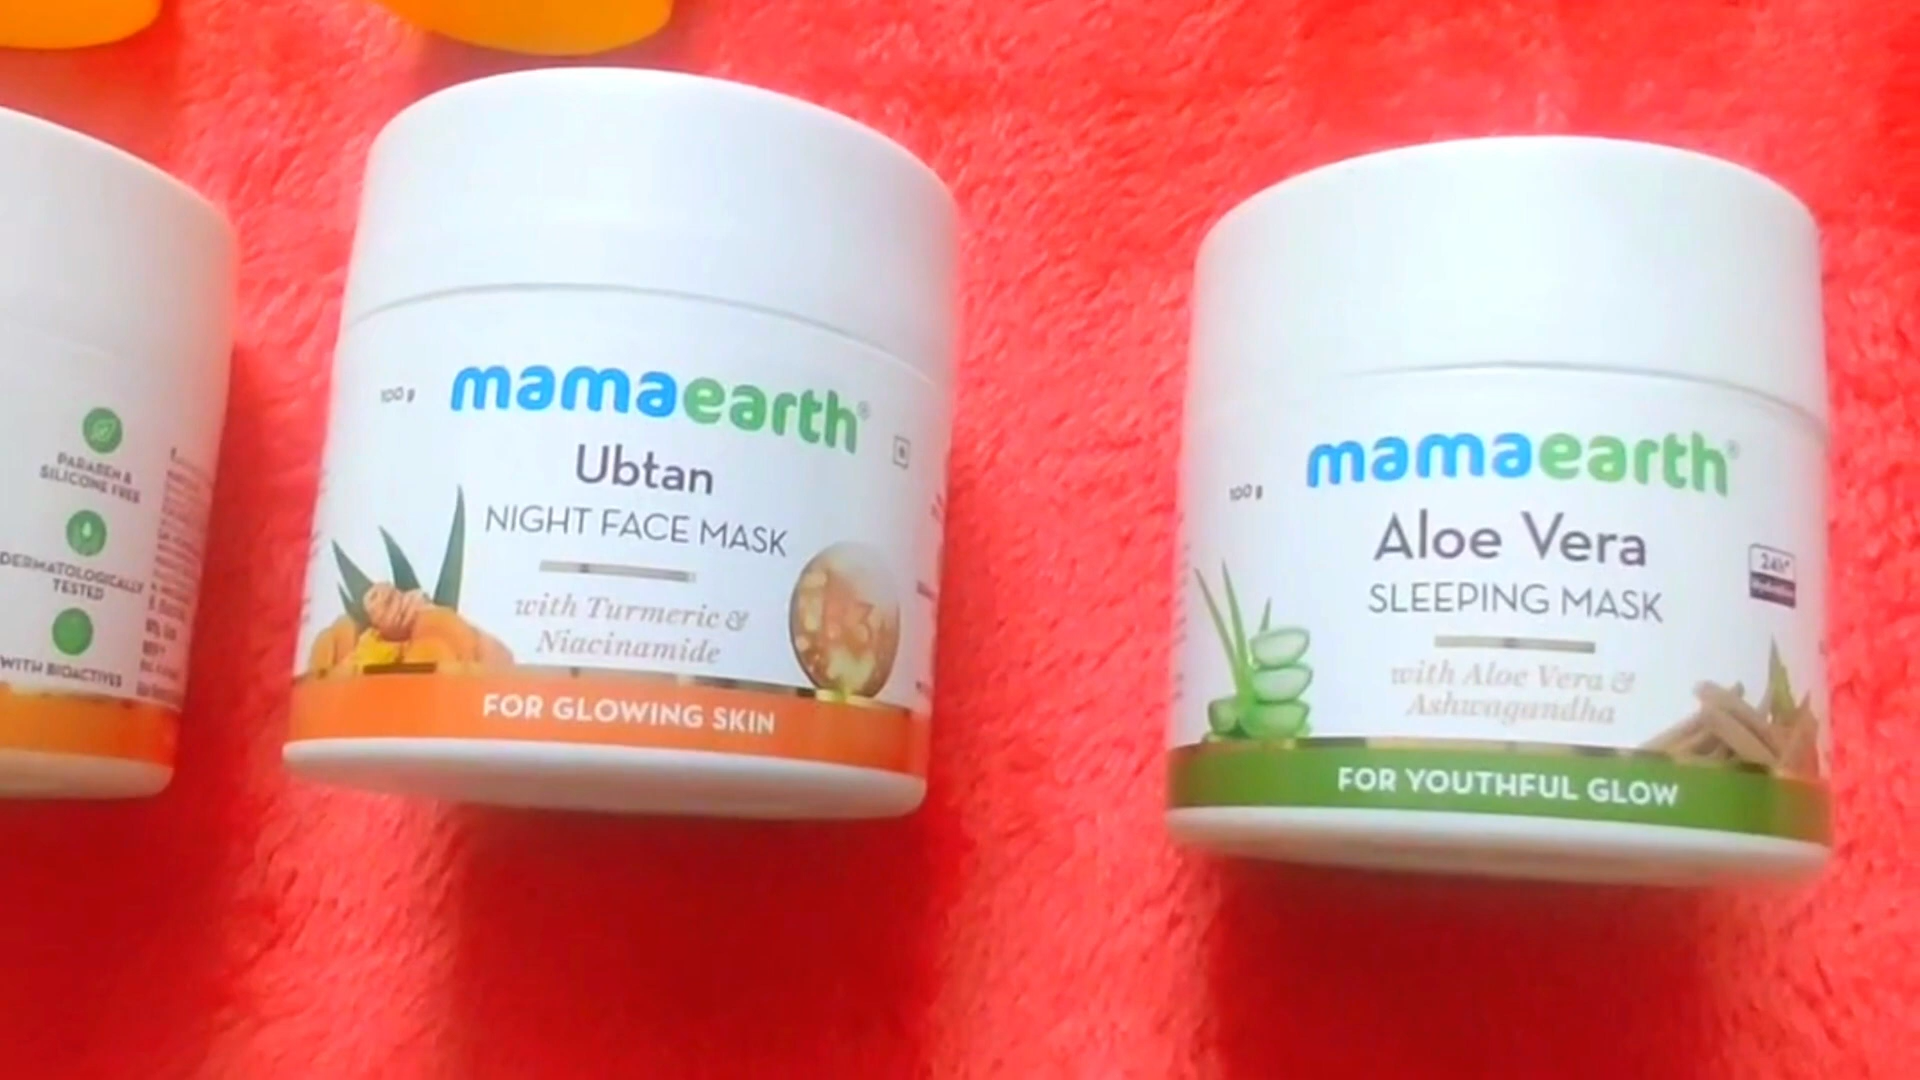 PARABEN &
SILICONE FREE
DERMATOLOGICALLY
TESTED
WITH BIOACTIVES
100 g
mamaearth®
Ubtan
NIGHT FACE MASK
with Turmeric &
Niacinamide
FOR GLOWING SKIN
100 g
mamaearth®
Aloe Vera
SLEEPING MASK
24h*
with Aloe Vera &
Ashwagandha
FOR YOUTHFUL GLOW